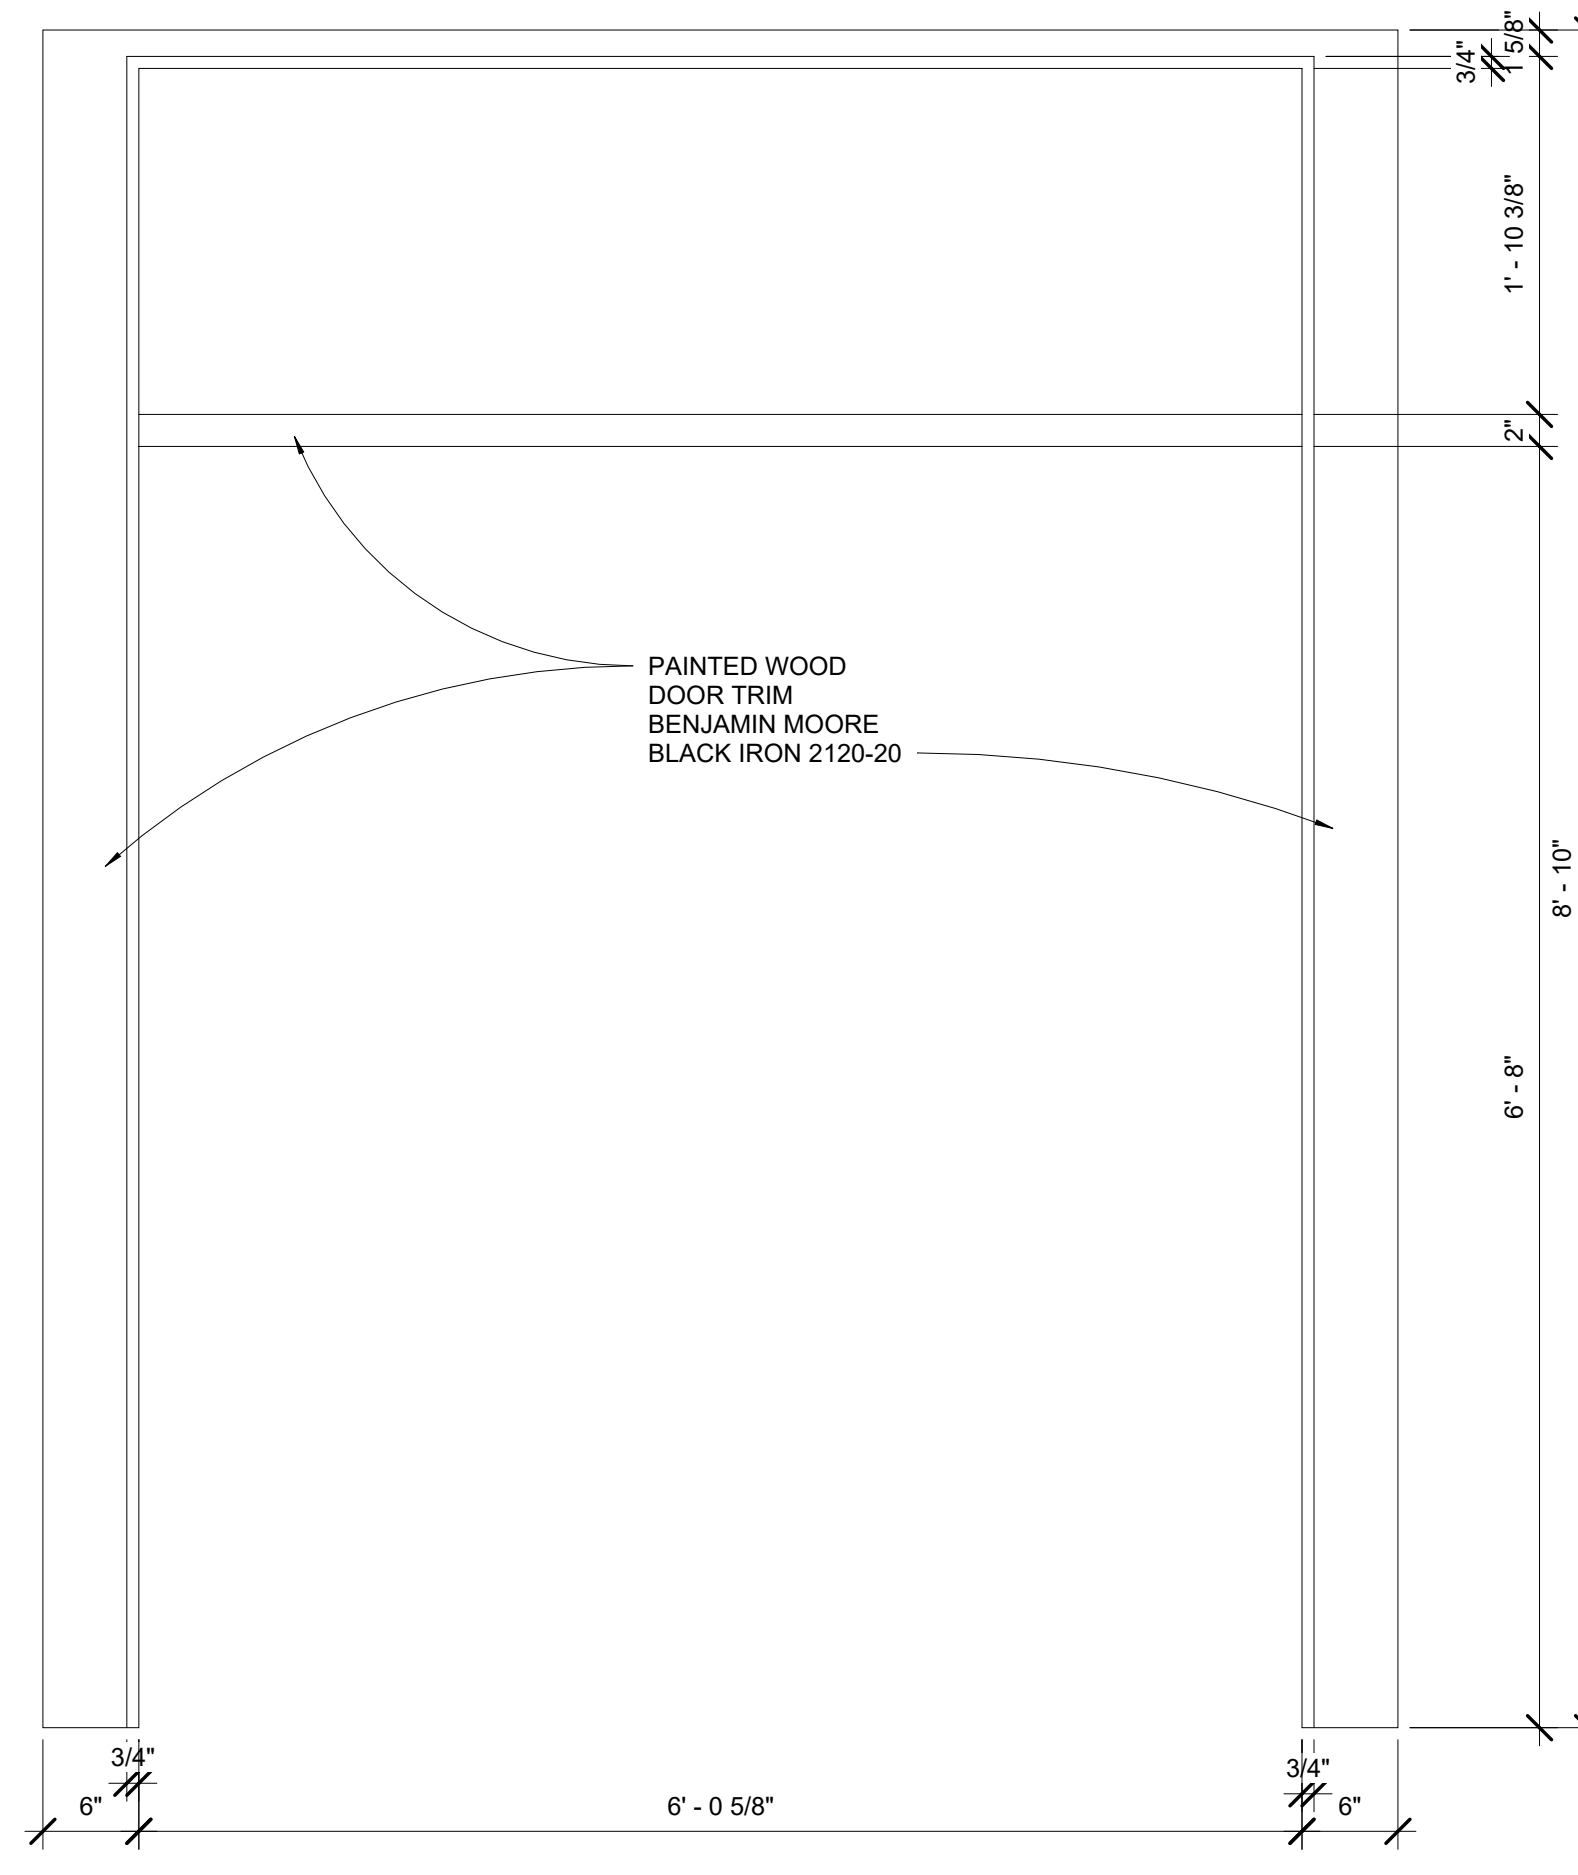 1 5/8"
3/4"
1' - 10 3/8"
2"
PAINTED WOOD
DOOR TRIM
BENJAMIN MOORE
BLACK IRON 2120-20
8' - 10"
6' - 8"
3/4"
3/4"
6"
6' - 0 5/8"
6"